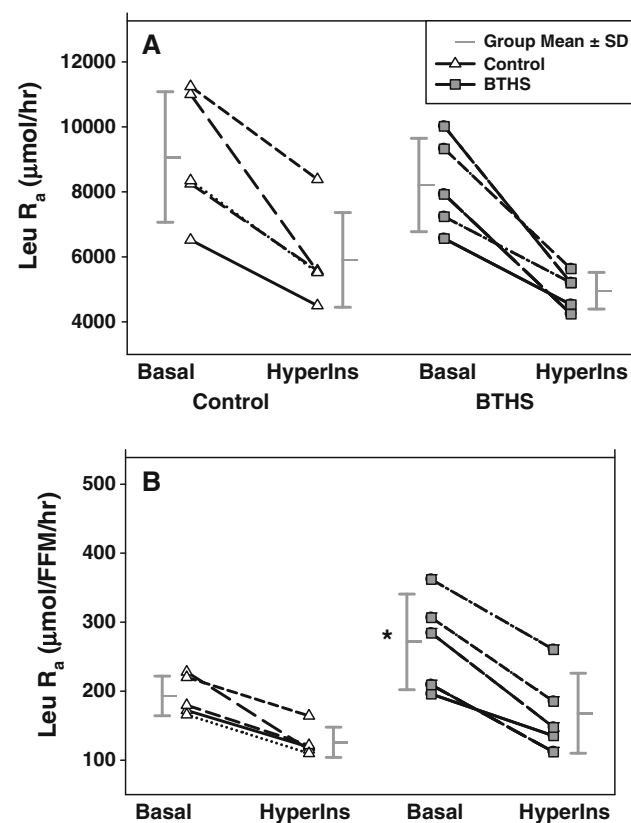 A
Group Mean ± SD
Control
BTHS
Leu Ra (μmol/hr)
12000
10000
8000
6000
4000
Basal
HyperIns
Basal
HyperIns
Control
BTHS
B
Leu Ra (μmol/FFM/hr)
500
400
300
200
100
*
Basal
HyperIns
Basal
HyperIns